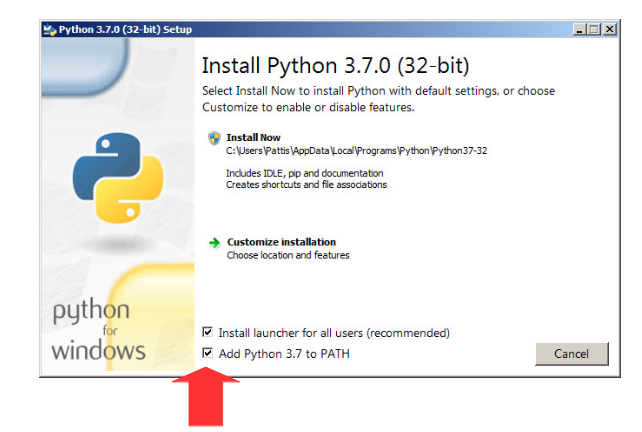 Python 3.7.0 (32-bit) Setup
Install Python 3.7.0 (32-bit)
Select Install Now to install Python with default settings, or choose
Customize to enable or disable features.
Install Now
C:\Users\Pattis\AppData\Local\Programs\Python\Python37-32
Includes IDLE, pip and documentation
Creates shortcuts and file associations
Customize installation
Choose location and features
python
for
windows
Install launcher for all users (recommended)
Add Python 3.7 to PATH
Cancel